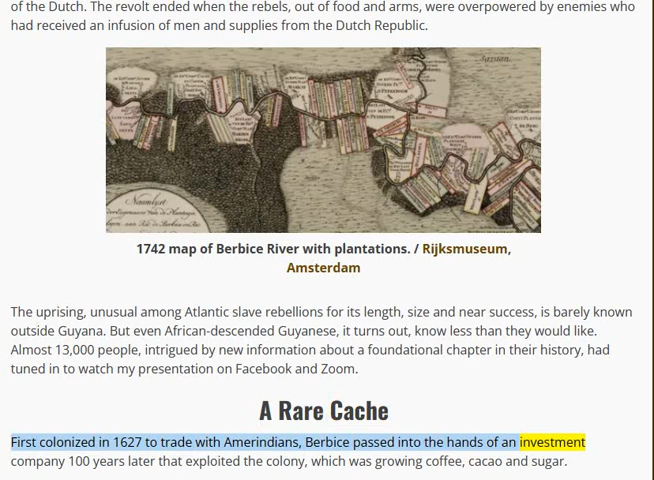 of the Dutch. The revolt ended when the rebels, out of food and arms, were overpowered by enemies who
had received an infusion of men and supplies from the Dutch Republic.
1742 map of Berbice River with plantations. / Rijksmuseum,
Amsterdam
The uprising, unusual among Atlantic slave rebellions for its length, size and near success, is barely known
outside Guyana. But even African-descended Guyanese, it turns out, know less than they would like.
Almost 13,000 people, intrigued by new information about a foundational chapter in their history, had
tuned in to watch my presentation on Facebook and Zoom.
A Rare Cache
First colonized in 1627 to trade with Amerindians, Berbice passed into the hands of an investment
company 100 years later that exploited the colony, which was growing coffee, cacao and sugar.